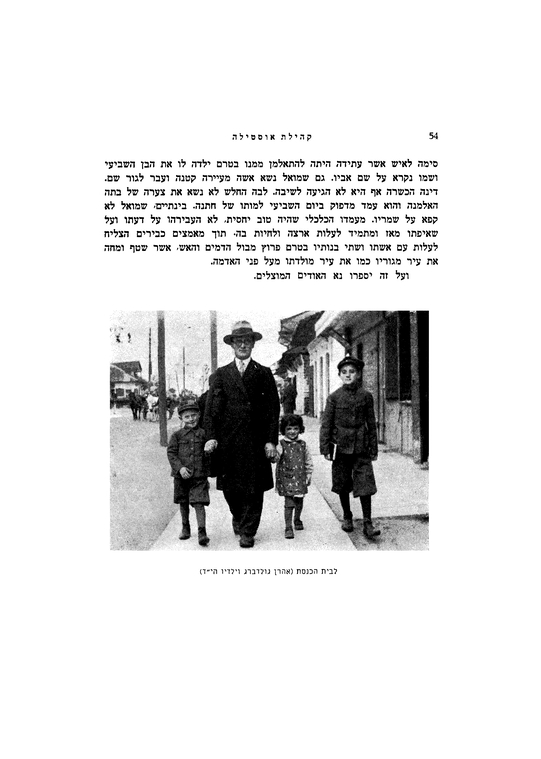 54
קהילת אוסטילה
סימה לאיש אשר עתידה היתה להתאלמן ממנו בטרם ילדה לו את הבן השביעי
ושמו נקרא על שם אביו. גם שמואל נשא אשה מעיירה קטנה ועבר לגור שם.
דינה הכשרה אף היא לא הגיעה לשיבה. לבה החלש לא נשא את צערה של בתה
האלמנה והוא עמד מדפוק ביום השביעי למותו של חתנה. בינתיים, שמואל לא
קפא על שמריו. מעמדו הכלכלי שהיה טוב יחסית, לא העבירהו על דעתו ועל
שאיפתו מאז ומתמיד לעלות ארצה ולחיות בה. תוך מאמצים כבירים הצליח
לעלות עם אשתו ושתי בנותיו בטרם פרוץ מבול הדמים והאש, אשר שטף ומחה
את עיר מגוריו כמו את עיר מולדתו מעל פני האדמה.
ועל זה יספרו נא האודים המוצלים.
לבית הכנסת (אהרן גולדברג וילדיו הי״ד)